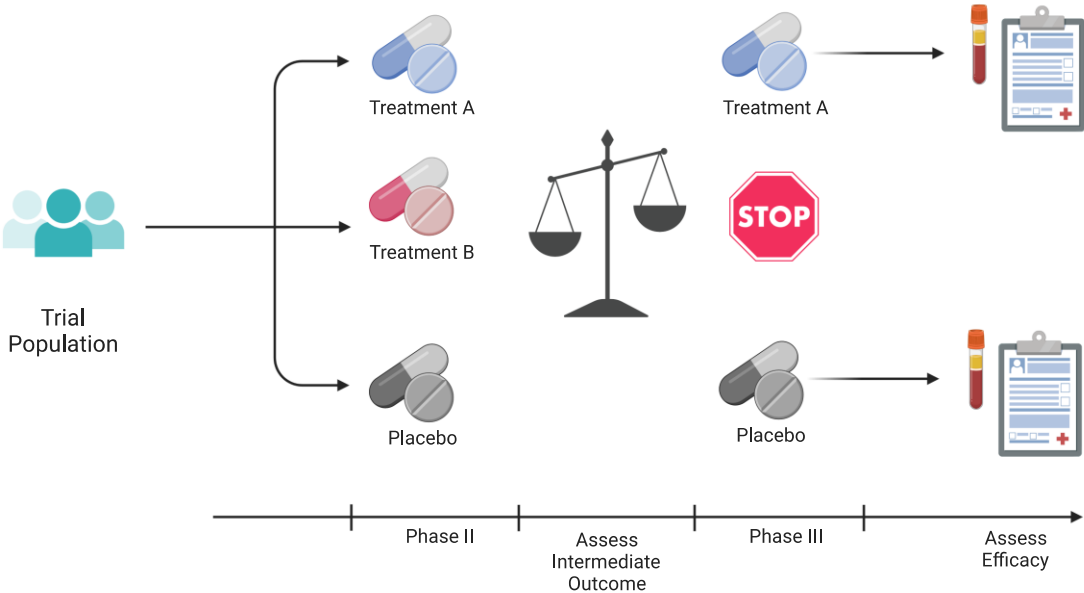 Treatment A
Treatment A
Trial
Population
Treatment B
STOP
Placebo
Placebo
Phase II
Assess
Intermediate
Outcome
Phase III
Assess
Efficacy